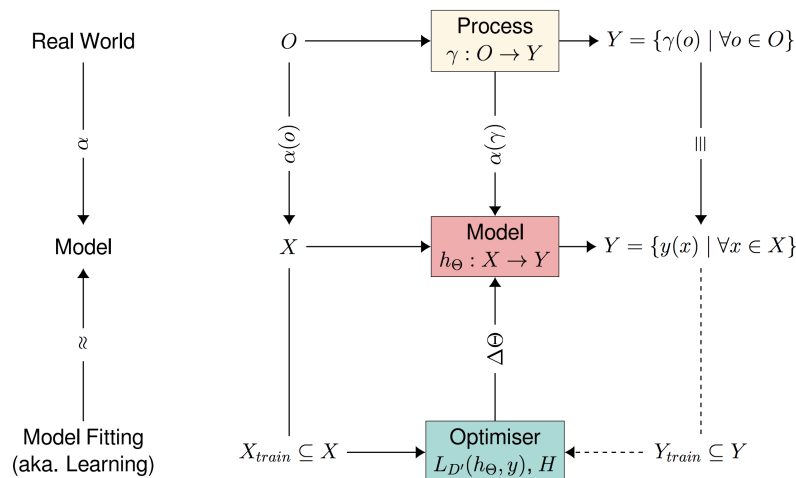 Real World
O
Process
γ : O → Y
Y = {γ(o) | ∀o ∈ O}
α
α(o)
α(γ)
≡
Model
X
Model
h_Θ : X → Y
Y = {y(x) | ∀x ∈ X}
≈
ΔΘ
Model Fitting
(aka. Learning)
X_train ⊆ X
Optimiser
L_D′(h_Θ, y), H
Y_train ⊆ Y